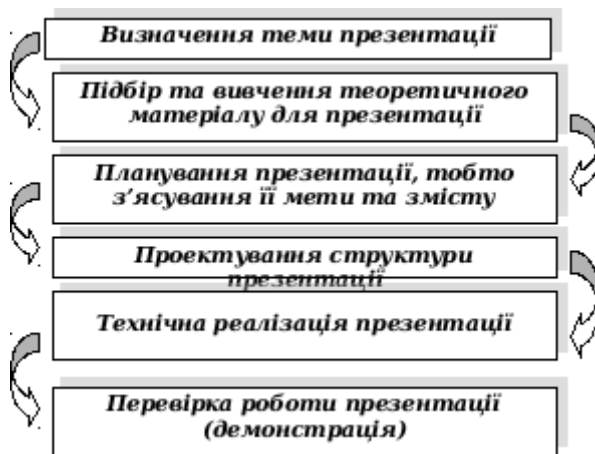 Визначення теми презентації
Підбір та вивчення теоретичного
матеріалу для презентації
Планування презентації, тобто
з’ясування її мети та змісту
Проектування структури
презентації
Технічна реалізація презентації
Перевірка роботи презентації
(демонстрація)